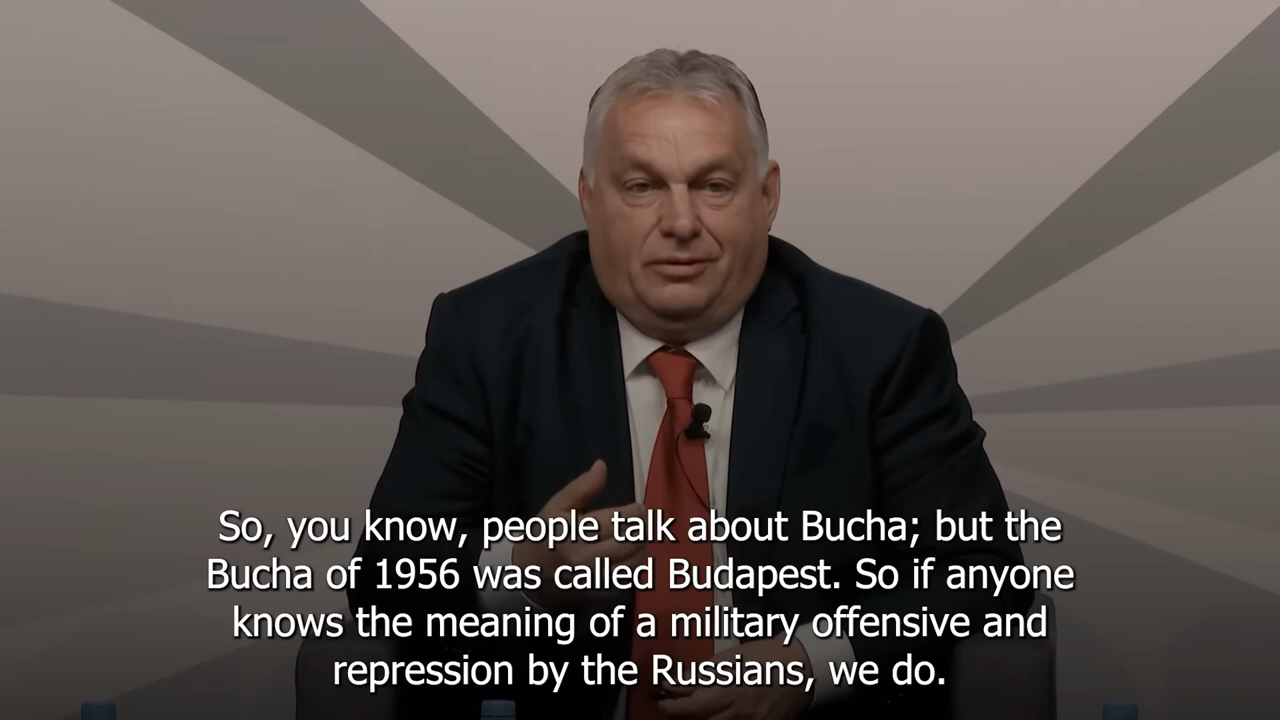 So, you know, people talk about Bucha; but the
Bucha of 1956 was called Budapest. So if anyone
knows the meaning of a military offensive and
repression by the Russians, we do.